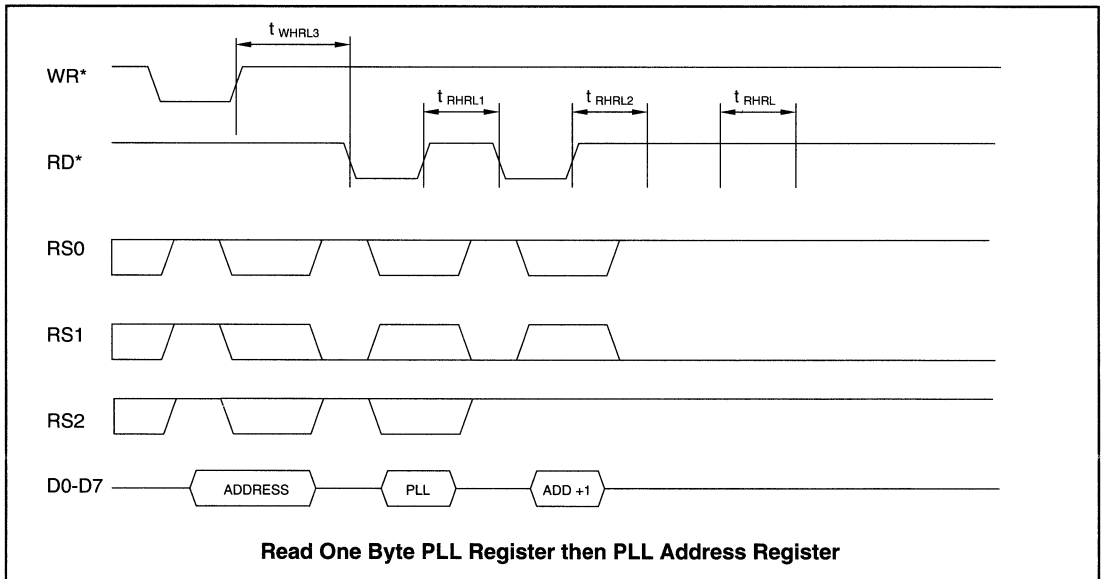 t WHRL3
WR*
t RHRL1 t RHRL2 t RHRL
RD*
RS0
RS1
RS2
D0-D7 ADDRESS PLL ADD +1
Read One Byte PLL Register then PLL Address Register